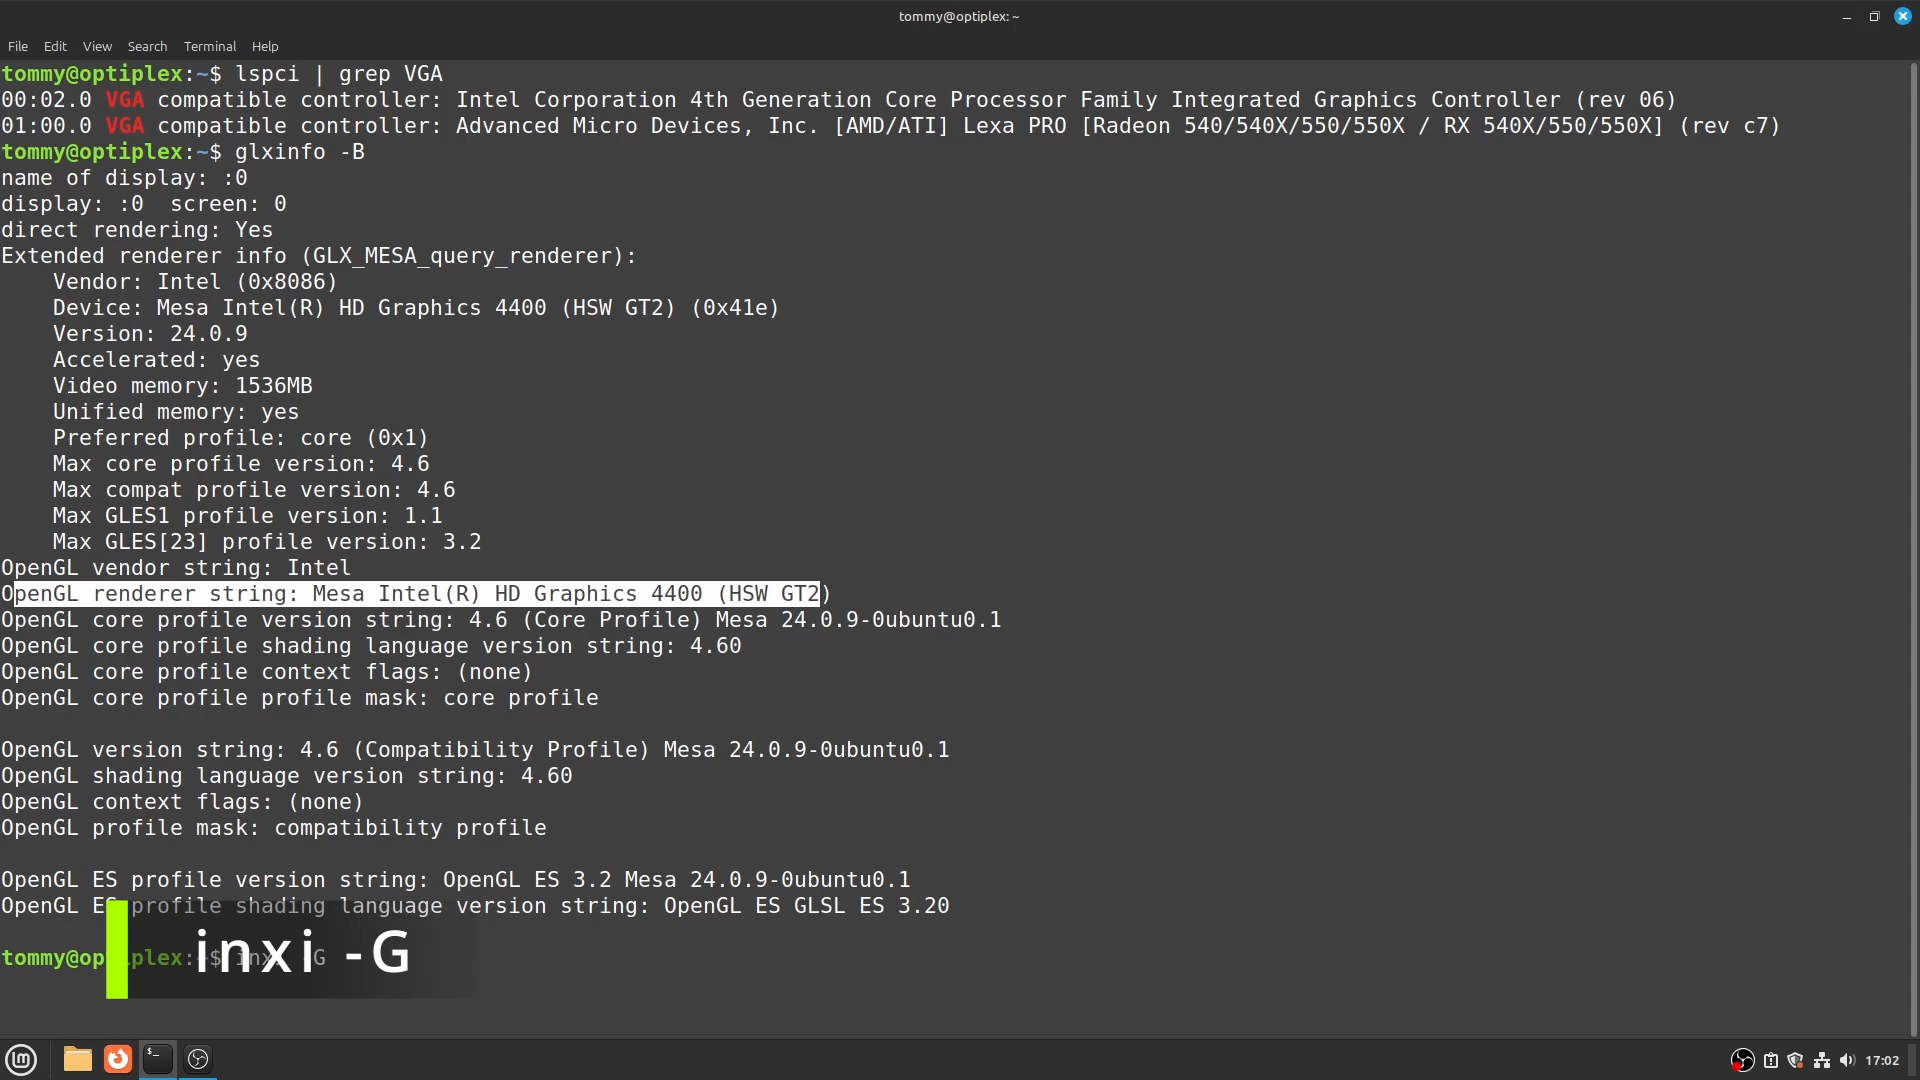 tommy@optiplex: ~
File Edit View Search Terminal Help
tommy@optiplex:~$ lspci | grep VGA
00:02.0 VGA compatible controller: Intel Corporation 4th Generation Core Processor Family Integrated Graphics Controller (rev 06)
01:00.0 VGA compatible controller: Advanced Micro Devices, Inc. [AMD/ATI] Lexa PRO [Radeon 540/540X/550/550X / RX 540X/550/550X] (rev c7)
tommy@optiplex:~$ glxinfo -B
name of display: :0
display: :0  screen: 0
direct rendering: Yes
Extended renderer info (GLX_MESA_query_renderer):
    Vendor: Intel (0x8086)
    Device: Mesa Intel(R) HD Graphics 4400 (HSW GT2) (0x41e)
    Version: 24.0.9
    Accelerated: yes
    Video memory: 1536MB
    Unified memory: yes
    Preferred profile: core (0x1)
    Max core profile version: 4.6
    Max compat profile version: 4.6
    Max GLES1 profile version: 1.1
    Max GLES[23] profile version: 3.2
OpenGL vendor string: Intel
OpenGL renderer string: Mesa Intel(R) HD Graphics 4400 (HSW GT2)
OpenGL core profile version string: 4.6 (Core Profile) Mesa 24.0.9-0ubuntu0.1
OpenGL core profile shading language version string: 4.60
OpenGL core profile context flags: (none)
OpenGL core profile profile mask: core profile
OpenGL version string: 4.6 (Compatibility Profile) Mesa 24.0.9-0ubuntu0.1
OpenGL shading language version string: 4.60
OpenGL context flags: (none)
OpenGL profile mask: compatibility profile
OpenGL ES profile version string: OpenGL ES 3.2 Mesa 24.0.9-0ubuntu0.1
OpenGL ES profile shading language version string: OpenGL ES GLSL ES 3.20
tommy@optiplex:~$ inxi -G
inxi -G
17:02